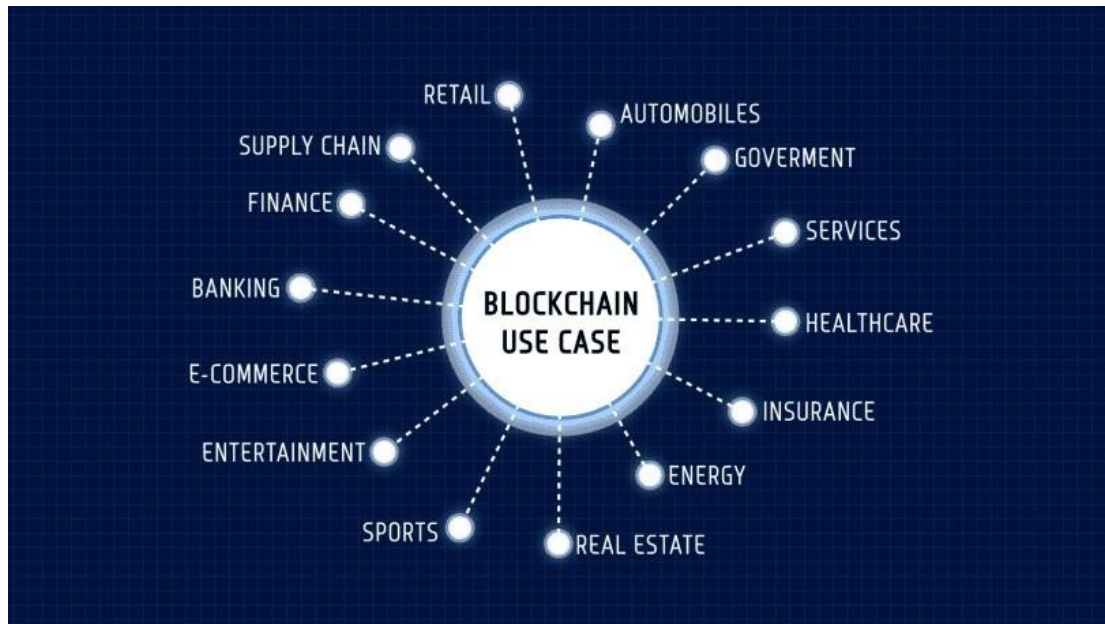 RETAIL
AUTOMOBILES
SUPPLY CHAIN
GOVERMENT
FINANCE
SERVICES
BANKING
BLOCKCHAIN
USE CASE
HEALTHCARE
E-COMMERCE
INSURANCE
ENTERTAINMENT
ENERGY
SPORTS
REAL ESTATE